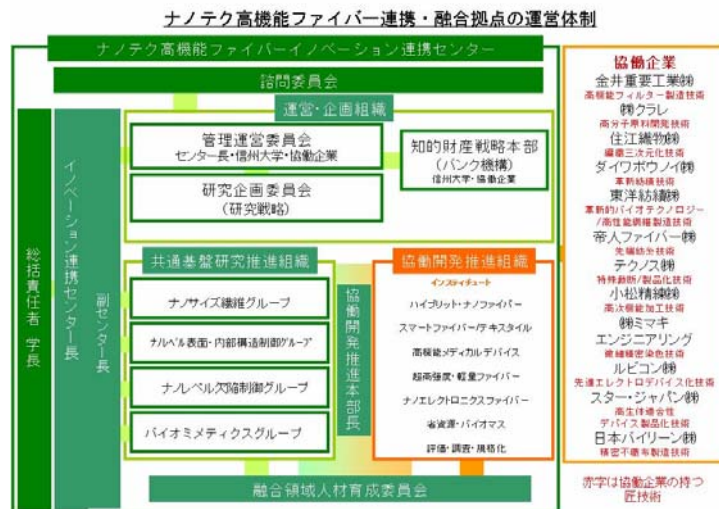 ナノテク高機能ファイバー連携・融合拠点の運営体制
ナノテク高機能ファイバーイノベーション連携センター
諮問委員会
総括責任者 学長
イノベーション連携センター長
副センター長
運営・企画組織
管理運営委員会
センター長・信州大学・協働企業
研究企画委員会
(研究戦略)
知的財産戦略本部
(バンク機構)
信州大学・協働企業
共通基盤研究推進組織
ナノサイズ繊維グループ
ナノレベル表面・内部構造制御グループ
ナノレベル欠陥制御グループ
バイオミメティクスグループ
協働開発推進本部長
協働開発推進組織
インスティチュート
ハイブリット・ナノファイバー
スマートファイバー/テキスタイル
高機能メディカルデバイス
超高強度・軽量ファイバー
ナノエレクトロニクスファイバー
省資源・バイオマス
評価・調査・規格化
融合領域人材育成委員会
協働企業
金井重要工業㈱
高機能フィルター製造技術
㈱クラレ
高分子原料開発技術
住江織物㈱
編織三次元化技術
ダイワボウノイ㈱
革新紡績技術
東洋紡績㈱
革新的バイオテクノロジー
/高性能繊維製造技術
帝人ファイバー㈱
先端紡糸技術
テクノス㈱
特殊裁断/製品化技術
小松精練㈱
高次機能加工技術
㈱ミマキ
エンジニアリング
微細精密染色技術
ルビコン㈱
先進エレクトロデバイス化技術
スター・ジャパン㈱
高生体適合性
デバイス製品化技術
日本バイリーン㈱
精密不織布製造技術
赤字は協働企業の持つ
匠技術